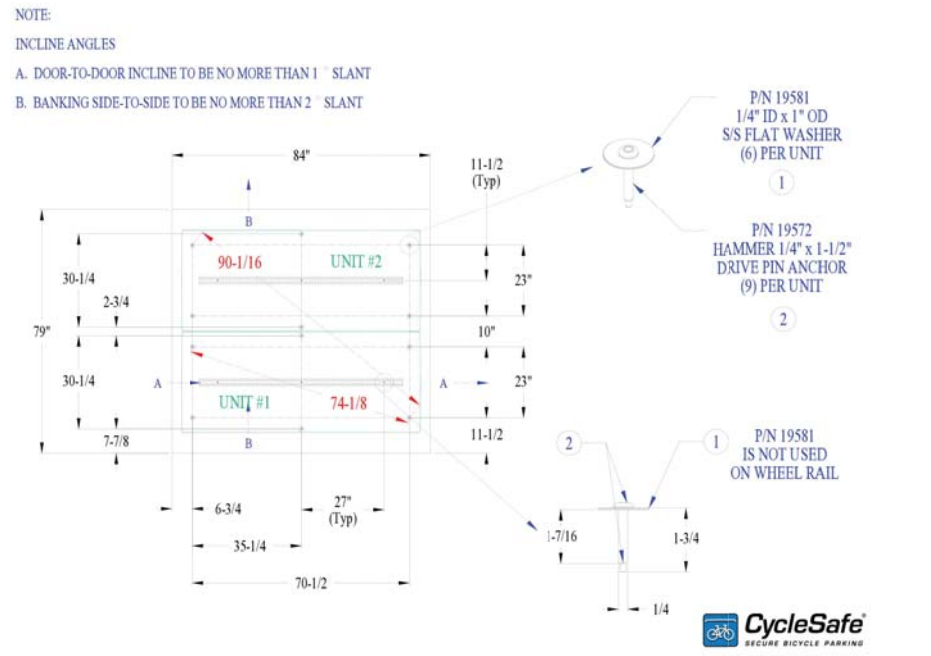 NOTE:
INCLINE ANGLES
A. DOOR-TO-DOOR INCLINE TO BE NO MORE THAN 1 ° SLANT
B. BANKING SIDE-TO-SIDE TO BE NO MORE THAN 2 ° SLANT
P/N 19581
1/4" ID x 1" OD
S/S FLAT WASHER
(6) PER UNIT
1
84"
11-1/2
(Typ)
B
P/N 19572
HAMMER 1/4" x 1-1/2"
DRIVE PIN ANCHOR
(9) PER UNIT
2
90-1/16
UNIT #2
30-1/4
23"
2-3/4
79"
10"
30-1/4
A
A
23"
UNIT #1
74-1/8
7-7/8
B
11-1/2
2
1
P/N 19581
IS NOT USED
ON WHEEL RAIL
6-3/4
27"
(Typ)
1-7/16
1-3/4
35-1/4
70-1/2
1/4
CycleSafe
SECURE BICYCLE PARKING